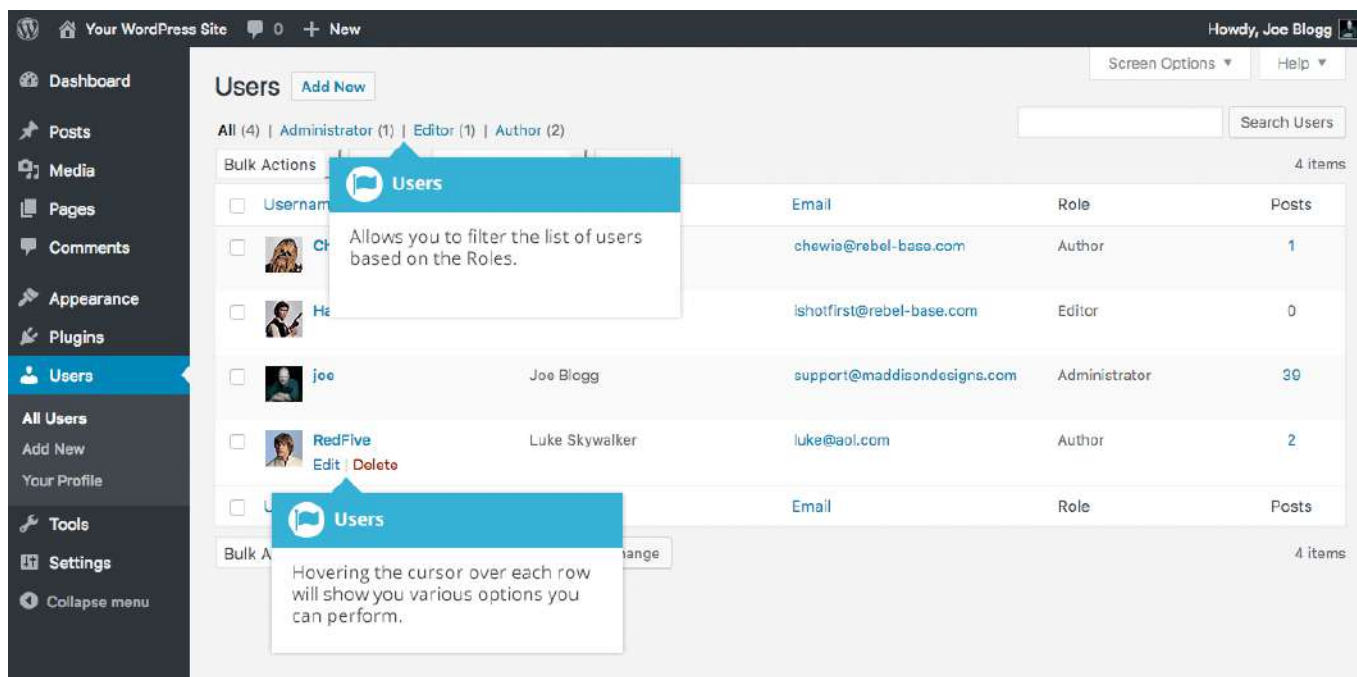 Your WordPress Site 0 + New Howdy, Joe Blogg
Screen Options ▼ Help ▼
Dashboard
Posts
Media
Pages
Comments
Appearance
Plugins
Users
All Users
Add New
Your Profile
Tools
Settings
Collapse menu
Users Add New
All (4) | Administrator (1) | Editor (1) | Author (2)
Search Users
Bulk Actions
4 items
Email Role Posts
chewie@rebel-base.com Author 1
ishotfirst@rebel-base.com Editor 0
joe Joe Blogg support@maddisondesigns.com Administrator 39
RedFive Luke Skywalker luke@aol.com Author 2
Edit | Delete
Email Role Posts
4 items
Users
Allows you to filter the list of users
based on the Roles.
Users
Hovering the cursor over each row
will show you various options you
can perform.